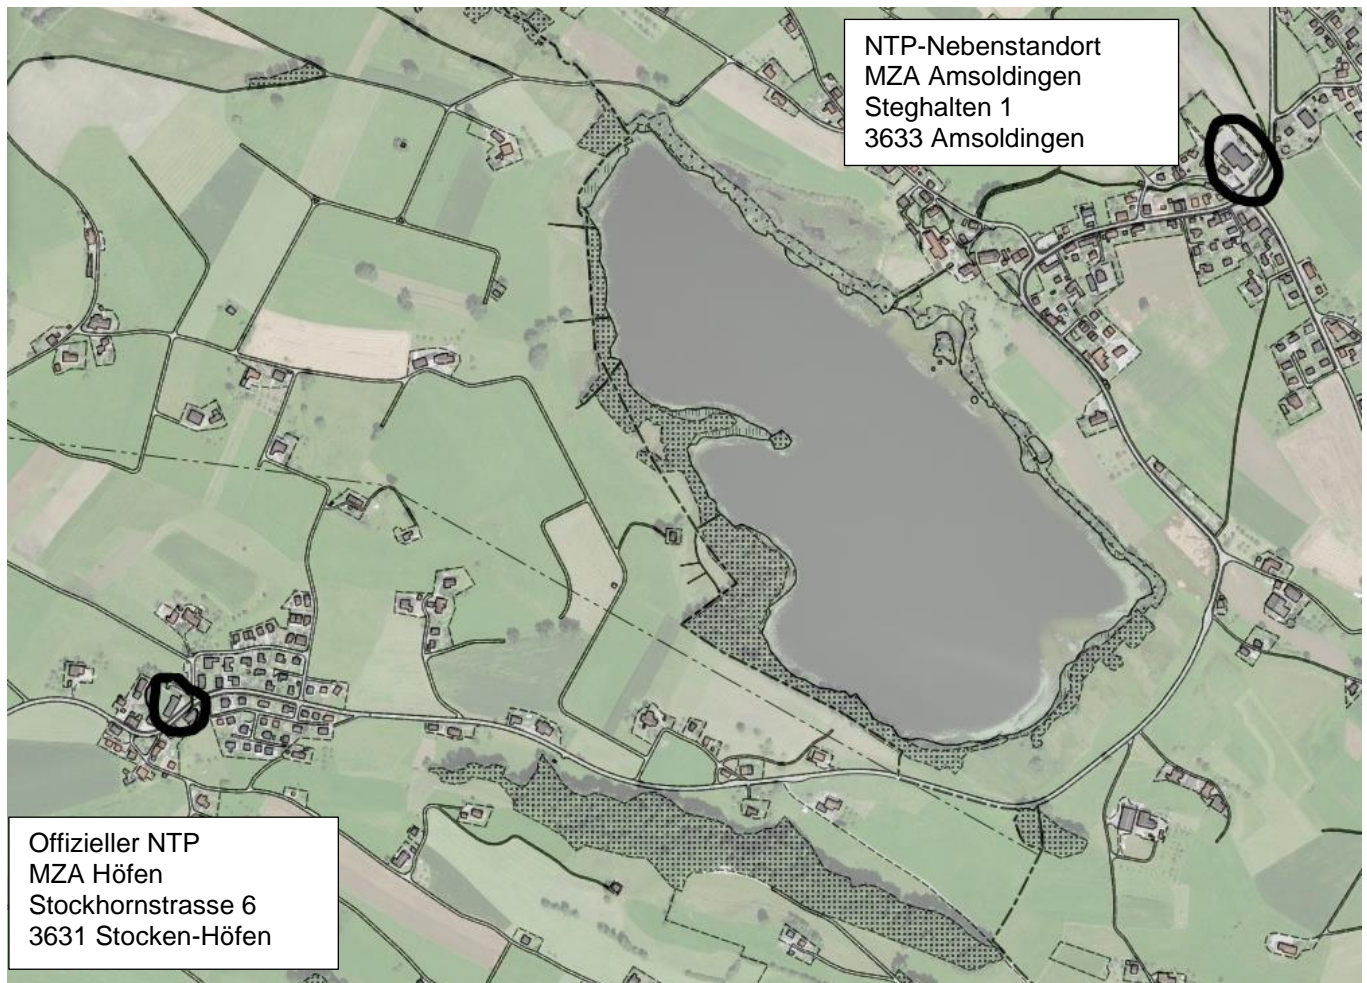 NTP-Nebenstandort
MZA Amsoldingen
Steghalten 1
3633 Amsoldingen
Offizieller NTP
MZA Höfen
Stockhornstrasse 6
3631 Stocken-Höfen